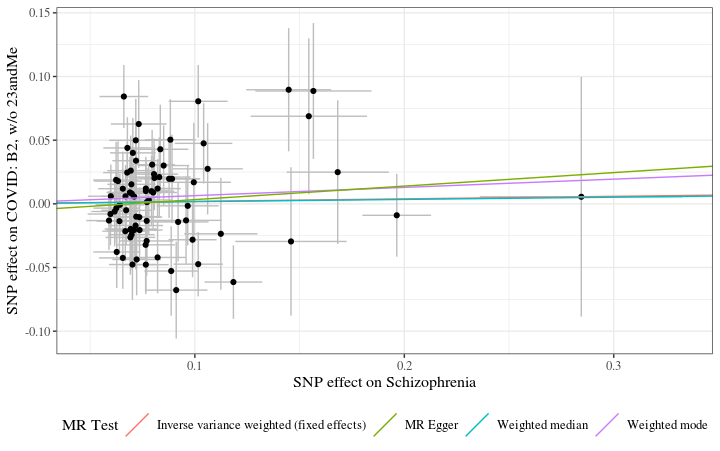 0.15
0.10
0.05
0.00
-0.05
-0.10
SNP effect on COVID: B2, w/o 23andMe
0.1 0.2 0.3
SNP effect on Schizophrenia
MR Test Inverse variance weighted (fixed effects) MR Egger Weighted median Weighted mode